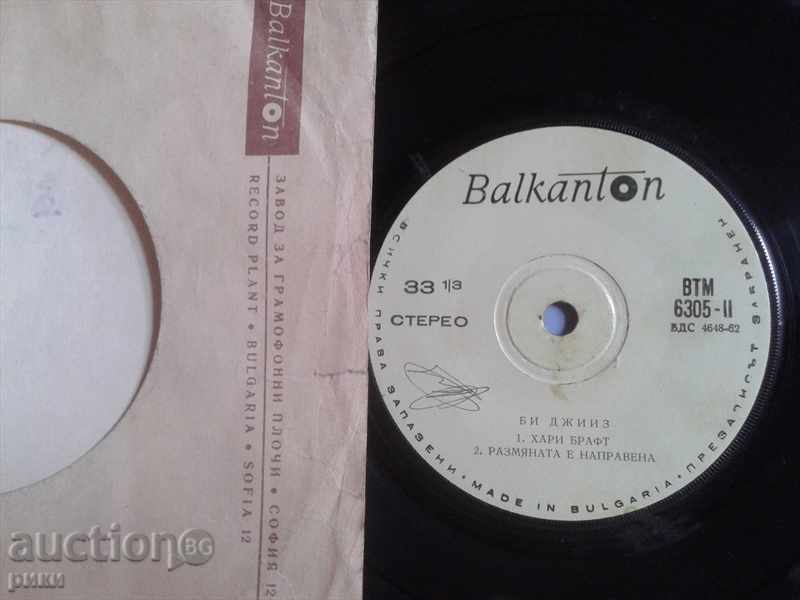 Balkanton
ЗАВОД ЗА ГРАМОФОННИ ПЛОЧИ • СОФИЯ 12
RECORD PLANT • BULGARIA • SOFIA 12
Balkanton
33 1/3
СТЕРЕО
ВТМ
6305-II
БДС 4648-62
БИ ДЖИИЗ
1. ХАРИ БРАФТ
2. РАЗМЯНАТА Е НАПРАВЕНА
ВСИЧКИ ПРАВА ЗАПАЗЕНИ • MADE IN BULGARIA • ПРЕЗАПИСЪТ ЗАБРАНЕН
auction BG
рики